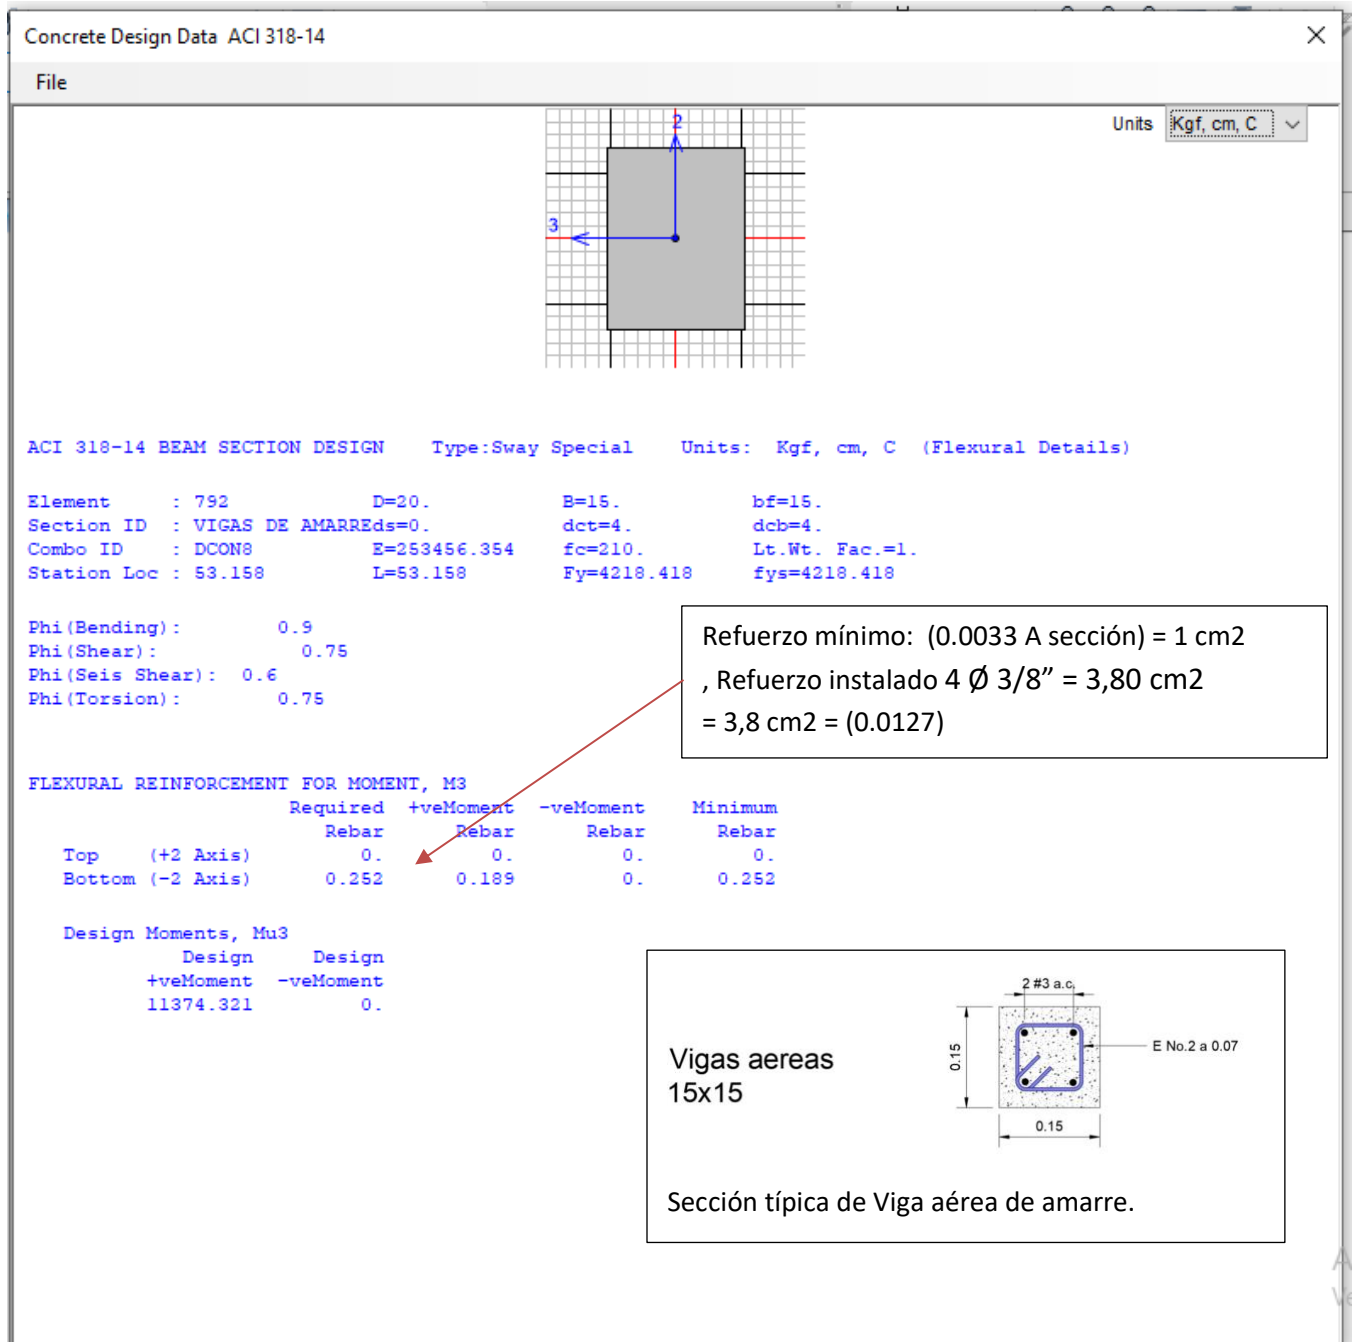 Concrete Design Data  ACI 318-14
File
Units Kgf, cm, C
2
3
ACI 318-14 BEAM SECTION DESIGN    Type:Sway Special    Units:  Kgf, cm, C  (Flexural Details)
Element    : 792    D=20.    B=15.    bf=15.
Section ID  : VIGAS DE AMARREds=0.    dct=4.    dcb=4.
Combo ID    : DCON8    E=253456.354    fc=210.    Lt.Wt. Fac.=1.
Station Loc : 53.158    L=53.158    Fy=4218.418    fys=4218.418
Phi(Bending):    0.9
Phi(Shear):    0.75
Phi(Seis Shear):  0.6
Phi(Torsion):    0.75
Refuerzo mínimo:  (0.0033 A sección) = 1 cm2
, Refuerzo instalado 4 Ø 3/8” = 3,80 cm2
= 3,8 cm2 = (0.0127)
FLEXURAL REINFORCEMENT FOR MOMENT, M3
Required  +veMoment  -veMoment  Minimum
Rebar  Rebar  Rebar  Rebar
Top    (+2 Axis)    0.    0.    0.    0.
Bottom (-2 Axis)    0.252    0.189    0.    0.252
Design Moments, Mu3
Design  Design
+veMoment  -veMoment
11374.321    0.
2 #3 a.c.
0.15
E No.2 a 0.07
0.15
Vigas aereas
15x15
Sección típica de Viga aérea de amarre.